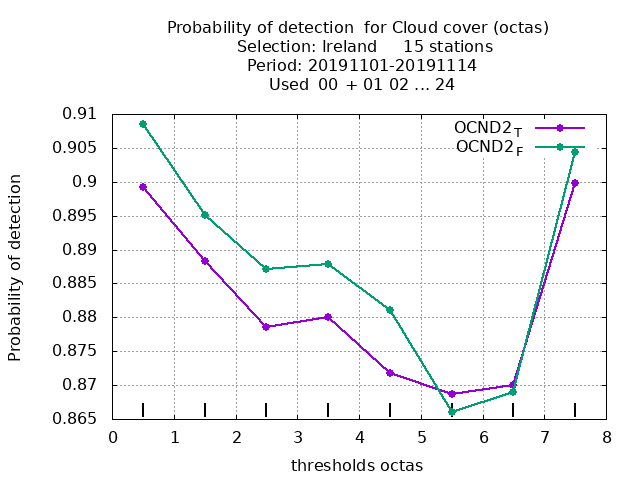 Probability of detection  for Cloud cover (octas)
Selection: Ireland     15 stations
Period: 20191101-20191114
Used  00 + 01 02 ... 24
OCND2T
OCND2F
0.91
0.905
0.9
0.895
0.89
0.885
0.88
0.875
0.87
0.865
Probability of detection
0 1 2 3 4 5 6 7 8
thresholds octas